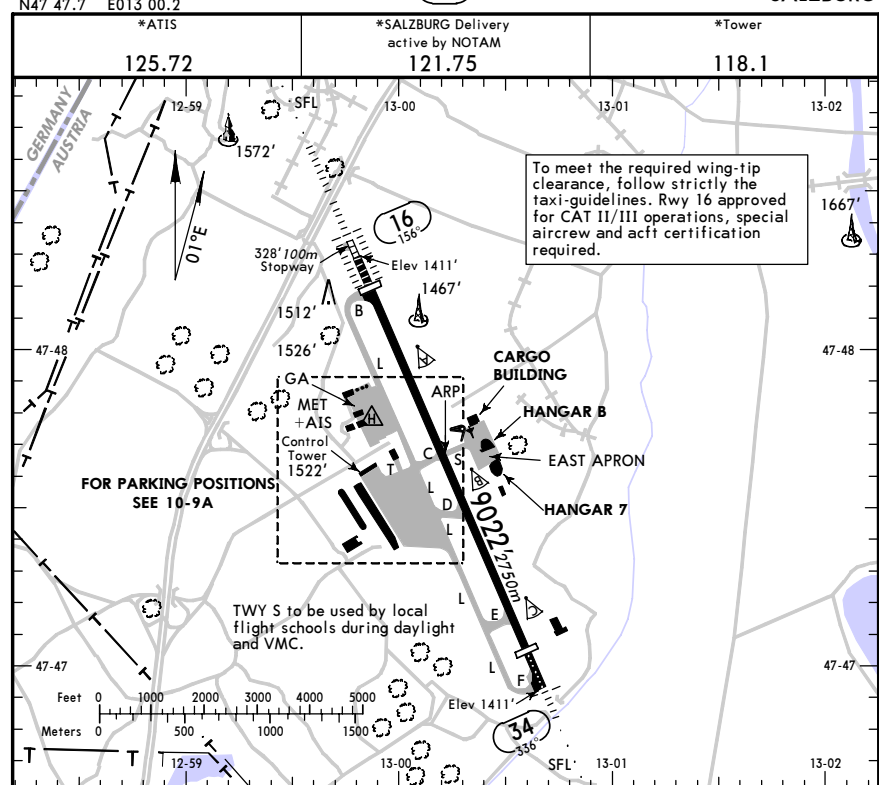 N47 47.7 E013 00.2
SALZBURG
*ATIS
125.72
*SALZBURG Delivery
active by NOTAM
121.75
*Tower
118.1
12-59
SFL
13-00
13-01
13-02
GERMANY
AUSTRIA
1572'
01°E
To meet the required wing-tip
clearance, follow strictly the
taxi-guidelines. Rwy 16 approved
for CAT II/III operations, special
aircrew and acft certification
required.
1667'
16
156°
328' 100m
Stopway
Elev 1411'
1467'
1512'
B
1526'
47-48
47-48
L
A
CARGO
BUILDING
GA
ARP
MET
+AIS
H
HANGAR B
Control
Tower
1522'
C
S
EAST APRON
T
FOR PARKING POSITIONS
SEE 10-9A
L
B
D
HANGAR 7
9022' 2750m
L
TWY S to be used by local
flight schools during daylight
and VMC.
L
C
E
47-47
47-47
L
F
Feet 0 1000 2000 3000 4000 5000
Meters 0 500 1000 1500
Elev 1411'
34
336°
T
T
T
T
T
T
T
T
12-59
13-00
SFL
13-01
13-02